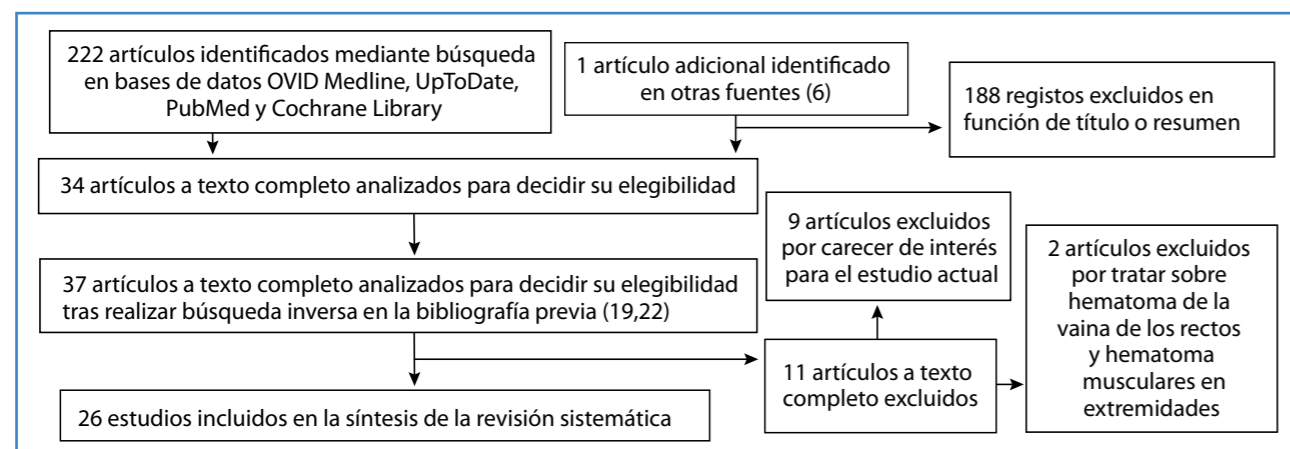 222 artículos identificados mediante búsqueda
en bases de datos OVID Medline, UpToDate,
PubMed y Cochrane Library
1 artículo adicional identificado
en otras fuentes (6)
188 registos excluidos en
función de título o resumen
34 artículos a texto completo analizados para decidir su elegibilidad
37 artículos a texto completo analizados para decidir su elegibilidad
tras realizar búsqueda inversa en la bibliografía previa (19,22)
9 artículos excluidos
por carecer de interés
para el estudio actual
2 artículos excluidos
por tratar sobre
hematoma de la
vaina de los rectos
y hematoma
musculares en
extremidades
11 artículos a texto
completo excluidos
26 estudios incluidos en la síntesis de la revisión sistemática